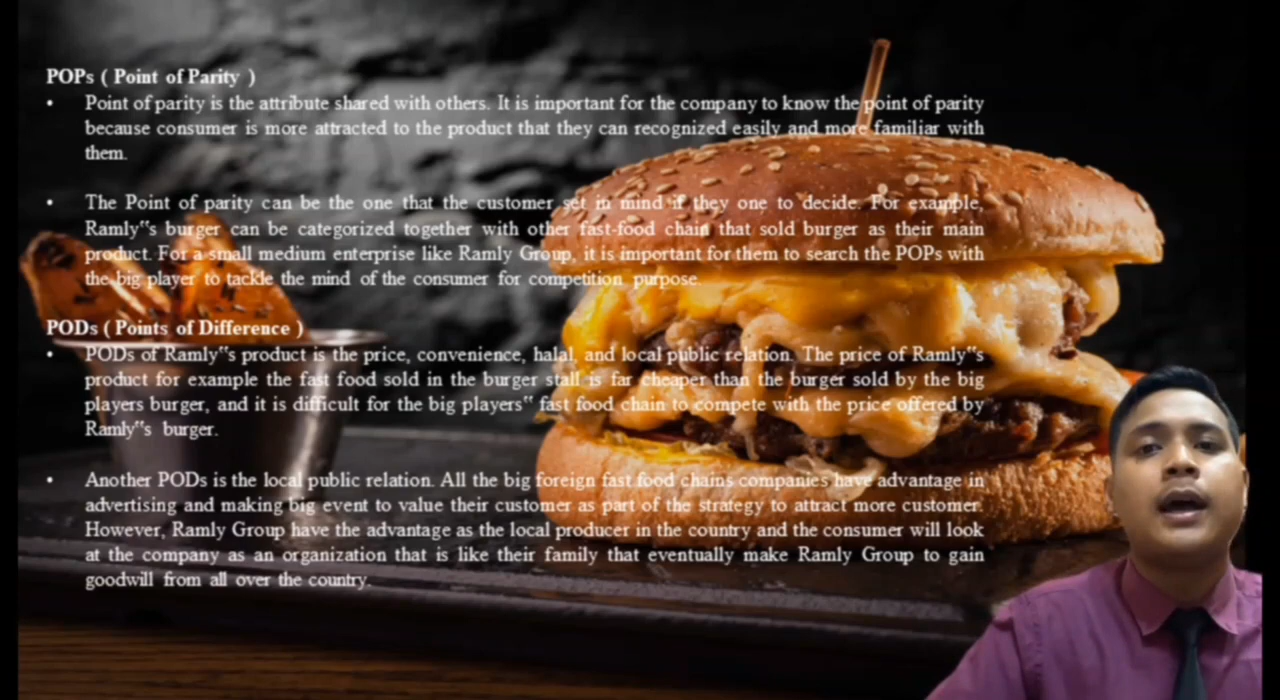 POPs ( Point of Parity )
• Point of parity is the attribute shared with others. It is important for the company to know the point of parity
because consumer is more attracted to the product that they can recognized easily and more familiar with
them.
• The Point of parity can be the one that the customer set in mind if they one to decide. For example,
Ramly‟s burger can be categorized together with other fast-food chain that sold burger as their main
product. For a small medium enterprise like Ramly Group, it is important for them to search the POPs with
the big player to tackle the mind of the consumer for competition purpose.
PODs ( Points of Difference )
• PODs of Ramly‟s product is the price, convenience, halal, and local public relation. The price of Ramly‟s
product for example the fast food sold in the burger stall is far cheaper than the burger sold by the big
players burger, and it is difficult for the big players‟ fast food chain to compete with the price offered by
Ramly‟s burger.
• Another PODs is the local public relation. All the big foreign fast food chains companies have advantage in
advertising and making big event to value their customer as part of the strategy to attract more customer.
However, Ramly Group have the advantage as the local producer in the country and the consumer will look
at the company as an organization that is like their family that eventually make Ramly Group to gain
goodwill from all over the country.